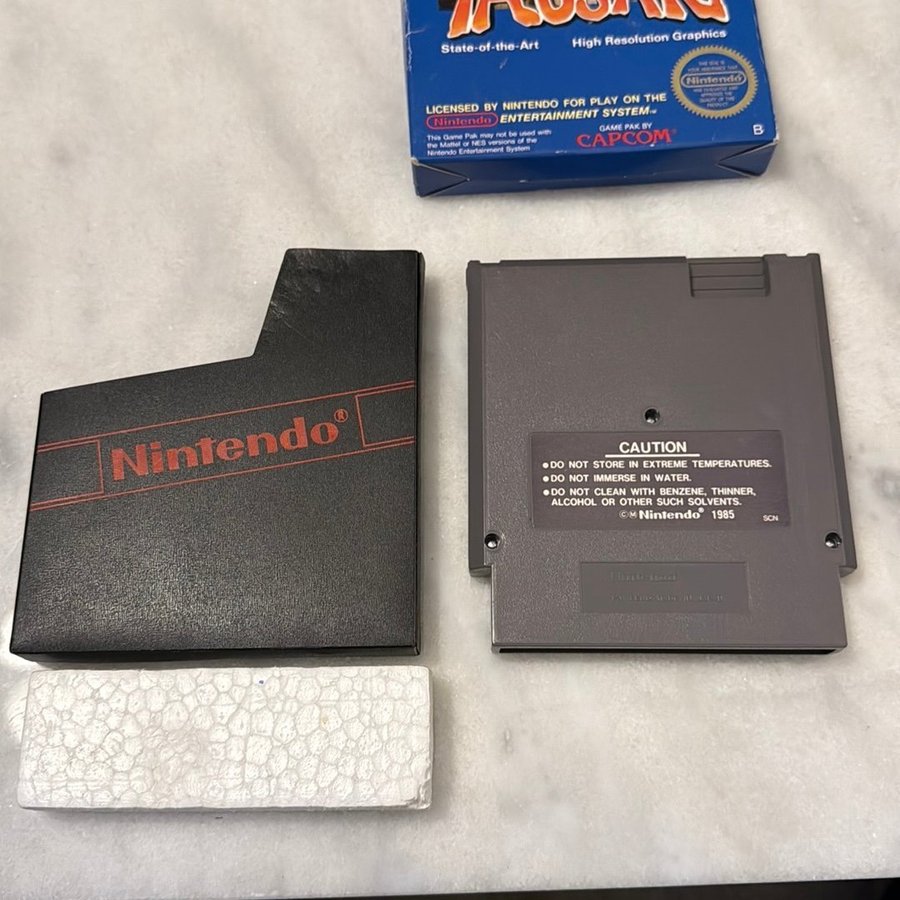 State-of-the-Art
High Resolution Graphics
Nintendo
LICENSED BY NINTENDO FOR PLAY ON THE
Nintendo ENTERTAINMENT SYSTEM™
This Game Pak may not be used with
the Mattel or NES versions of the
Nintendo Entertainment System
GAME PAK BY
CAPCOM®
B
Nintendo®
CAUTION
● DO NOT STORE IN EXTREME TEMPERATURES.
● DO NOT IMMERSE IN WATER.
● DO NOT CLEAN WITH BENZENE, THINNER,
ALCOHOL OR OTHER SUCH SOLVENTS.
©M Nintendo® 1985
SCN
Nintendo